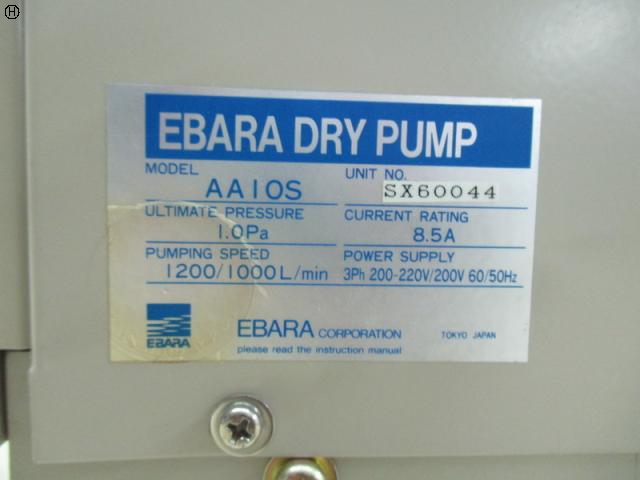 H
EBARA DRY PUMP
MODEL
AA10S
UNIT NO.
SX60044
ULTIMATE PRESSURE
1.0Pa
CURRENT RATING
8.5A
PUMPING SPEED
1200/1000L/min
POWER SUPPLY
3Ph 200-220V/200V 60/50Hz
EBARA
EBARA CORPORATION
TOKYO JAPAN
please read the instruction manual